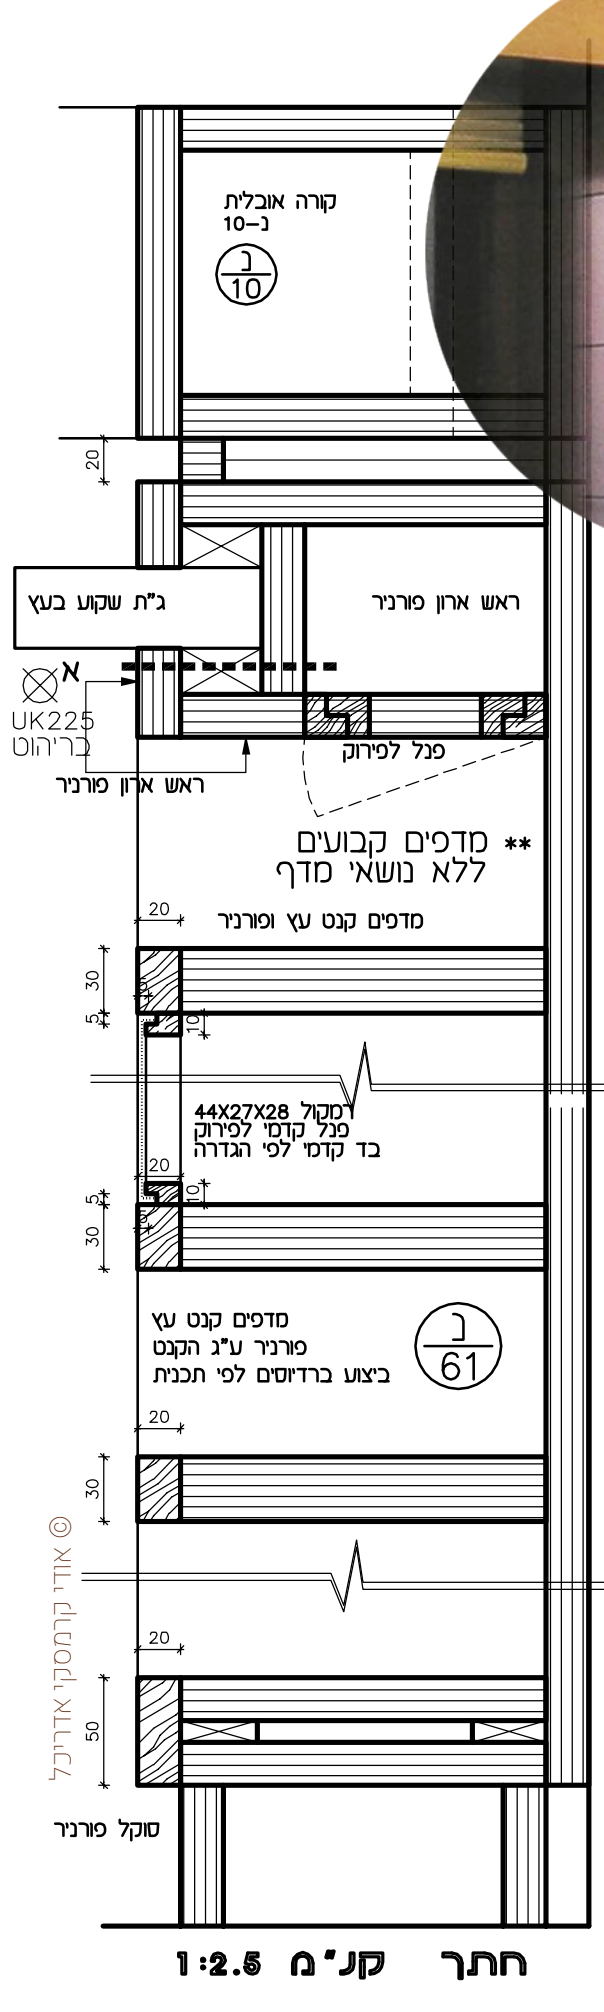 קורה אובלית
נ-10
נ
10
20
ג"ת שקוע בעץ
ראש ארון פורניר
א
UK225
בריהוט
פנל לפירוק
ראש ארון פורניר
** מדפים קבועים
ללא נושאי מדף
20
מדפים קנט עץ ופורניר
30
5
5
10
רמקול 44X27X28
פנל קדמי לפירוק
בד קדמי לפי הגדרה
20
5
10
5
30
מדפים קנט עץ
פורניר ע"ג הקנט
ביצוע ברדיוסים לפי תכנית
נ
61
20
30
© אודי קרמסקי אדריכל
20
50
סוקל פורניר
חתך קנ"מ 1:2.5